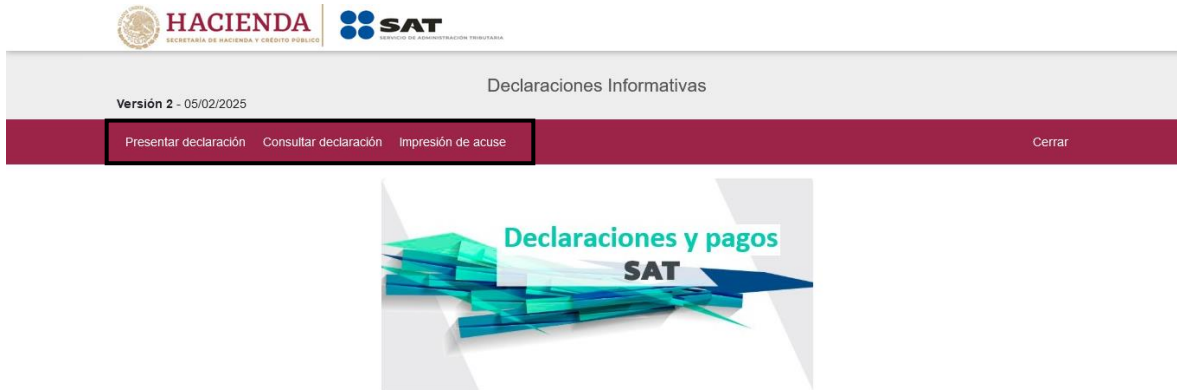 HACIENDA
SECRETARÍA DE HACIENDA Y CRÉDITO PÚBLICO
SAT
SERVICIO DE ADMINISTRACIÓN TRIBUTARIA
Declaraciones Informativas
Versión 2 - 05/02/2025
Presentar declaración Consultar declaración Impresión de acuse Cerrar
Declaraciones y pagos
SAT